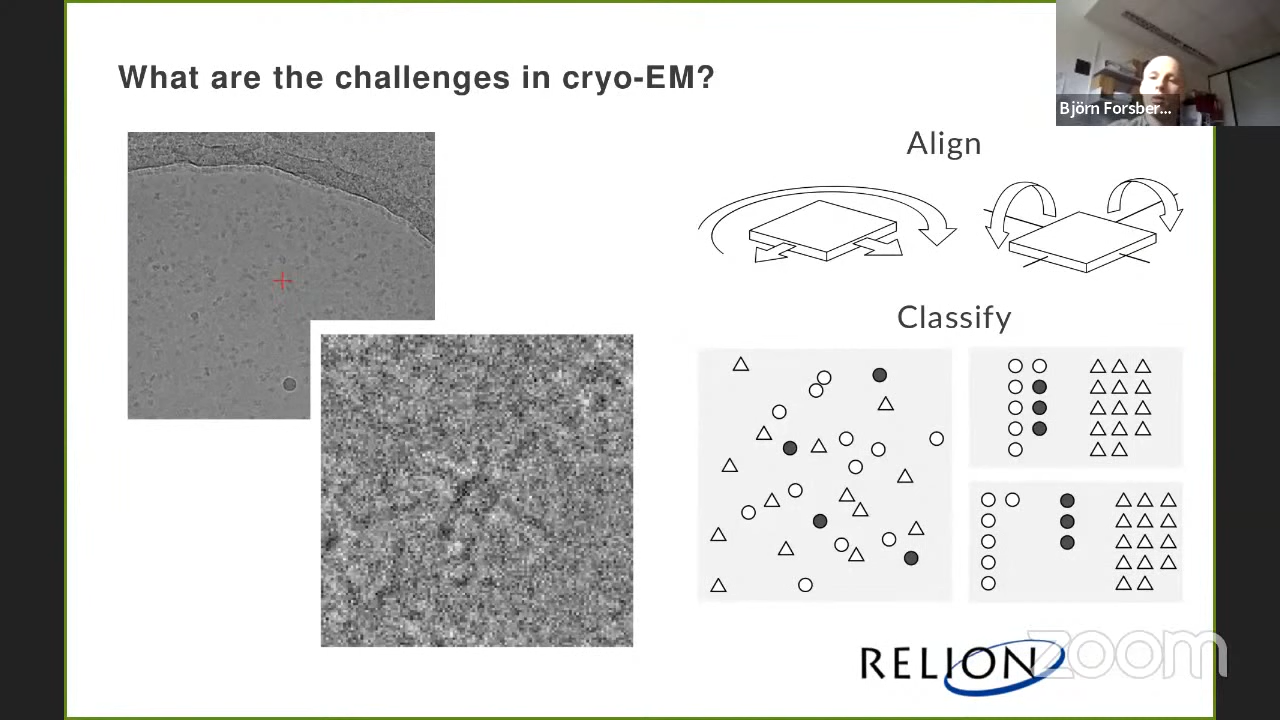 What are the challenges in cryo-EM?
Björn Forsber...
Align
Classify
RELION
zoom